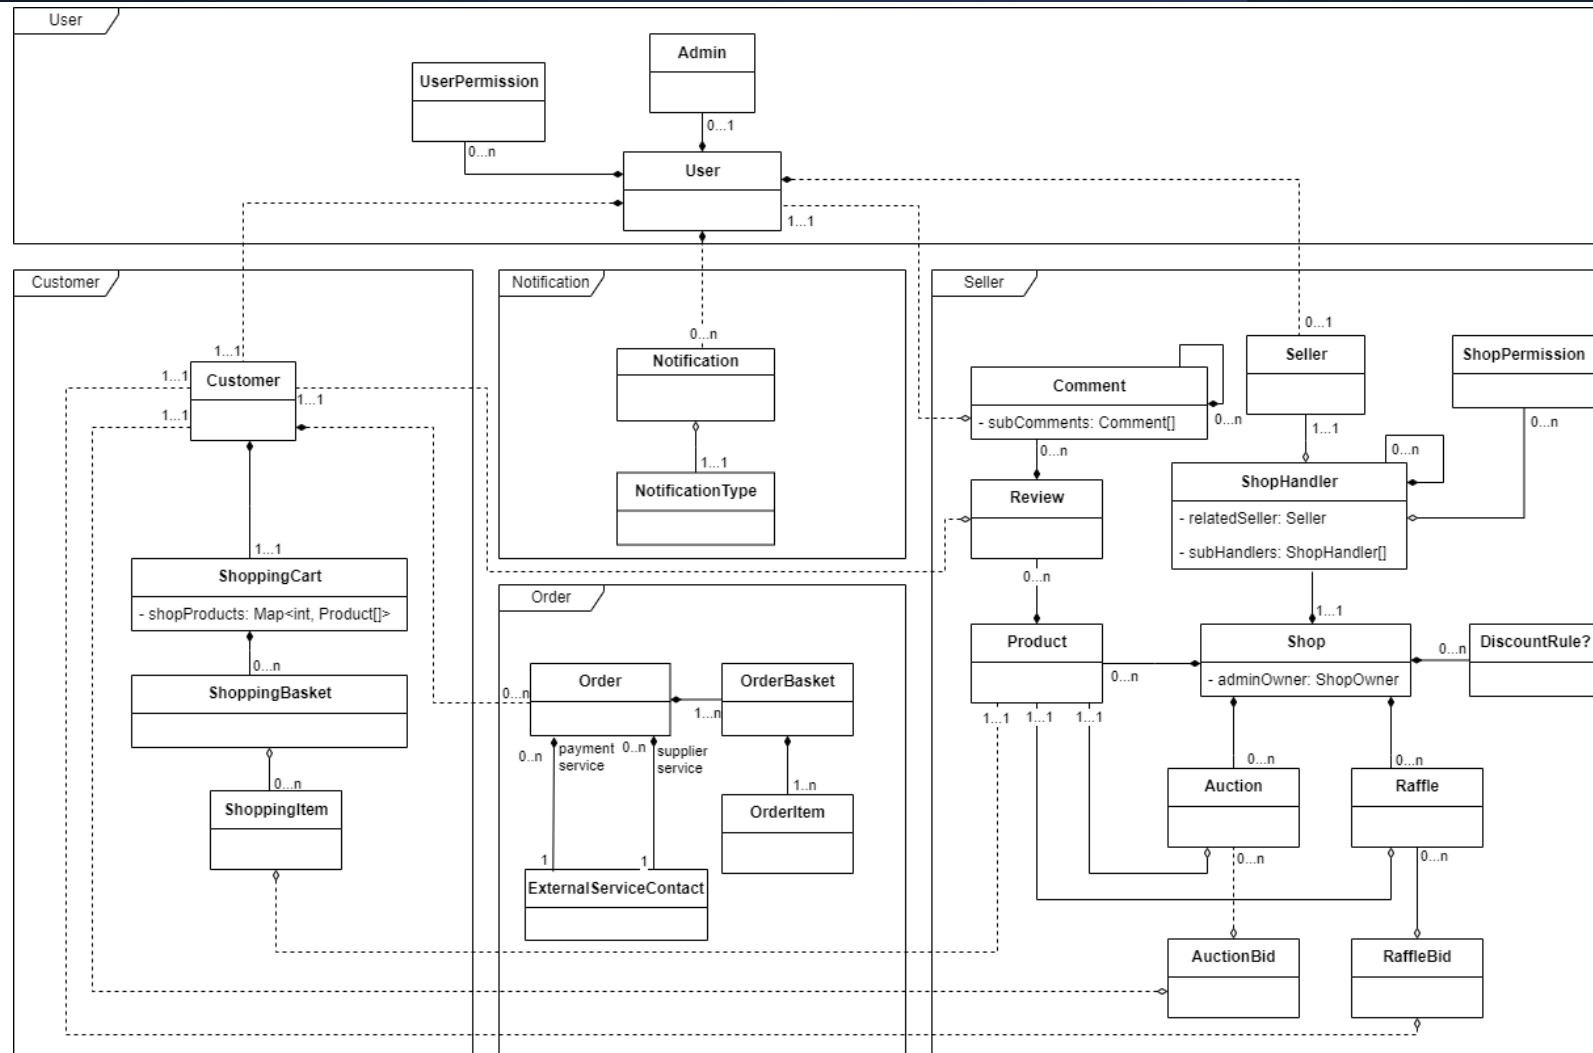 User
Admin
UserPermission
0...1
0...n
User
1...1
Customer
Notification
Seller
0...n
0...1
1...1
Notification
Seller
ShopPermission
1...1
Customer
1...1
Comment
1...1
- subComments: Comment[]
0...n
1...1
0...n
0...n
0...n
1...1
NotificationType
Review
ShopHandler
- relatedSeller: Seller
- subHandlers: ShopHandler[]
1...1
ShoppingCart
- shopProducts: Map<int, Product[]>
0...n
Order
1...1
Product
Shop
0...n
DiscountRule?
- adminOwner: ShopOwner
0...n
0...n
ShoppingBasket
Order
OrderBasket
0...n
1...n
1...1
1...1
1...1
0..n
payment
service
0..n
supplier
service
0...n
0...n
0...n
1..n
Auction
Raffle
ShoppingItem
OrderItem
1
1
0...n
0...n
ExternalServiceContact
AuctionBid
RaffleBid